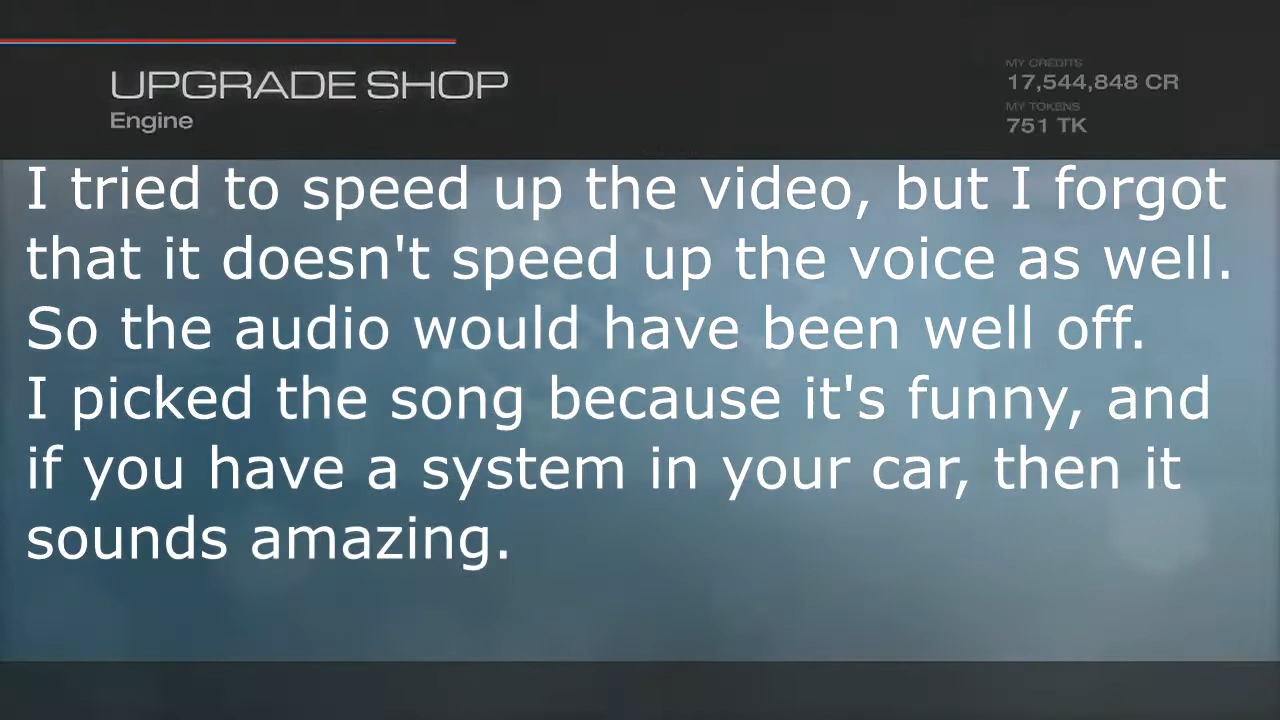 UPGRADE SHOP
Engine
MY CREDITS
17,544,848 CR
MY TOKENS
751 TK
I tried to speed up the video, but I forgot
that it doesn't speed up the voice as well.
So the audio would have been well off.
I picked the song because it's funny, and
if you have a system in your car, then it
sounds amazing.